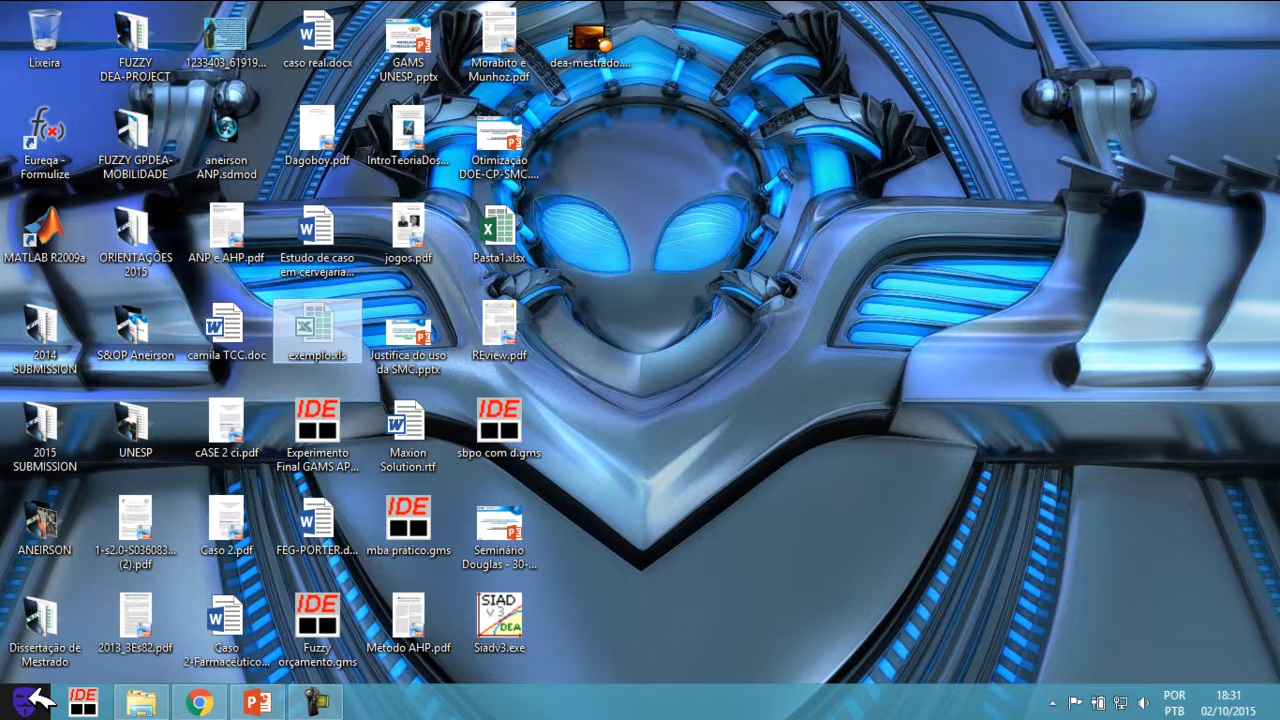 Lixeira
FUZZY
DEA-PROJECT
1233403_61919...
caso real.docx
GAMS
UNESP.pptx
Morabito e
Munhoz.pdf
dea-mestrado....
Eureqa -
Formulize
FUZZY GPDEA-
MOBILIDADE
aneirson
ANP.sdmod
Dagoboy.pdf
IntroTeoriaDos...
Otimização
DOE-CP-SMC....
MATLAB R2009a
ORIENTAÇÕES
2015
ANP e AHP.pdf
Estudo de caso
em cervejaria...
jogos.pdf
Pasta1.xlsx
2014
SUBMISSION
S&OP Aneirson
camila TCC.doc
exemplo.xls
Justifica do uso
da SMC.pptx
REview.pdf
2015
SUBMISSION
UNESP
cASE 2 ci.pdf
IDE
Experimento
Final GAMS AP...
Maxion
Solution.rtf
IDE
sbpo com d.gms
ANEIRSON
1-s2.0-S036083...
(2).pdf
Caso 2.pdf
FEG-PORTER.d...
IDE
mba prático.gms
Seminário
Douglas - 30-...
Dissertação de
Mestrado
2013_3Es82.pdf
Caso
2-Farmacêutico...
IDE
Fuzzy
orçamento.gms
Método AHP.pdf
SIAD
v3
DEA
Siadv3.exe
IDE
POR
PTB
18:31
02/10/2015